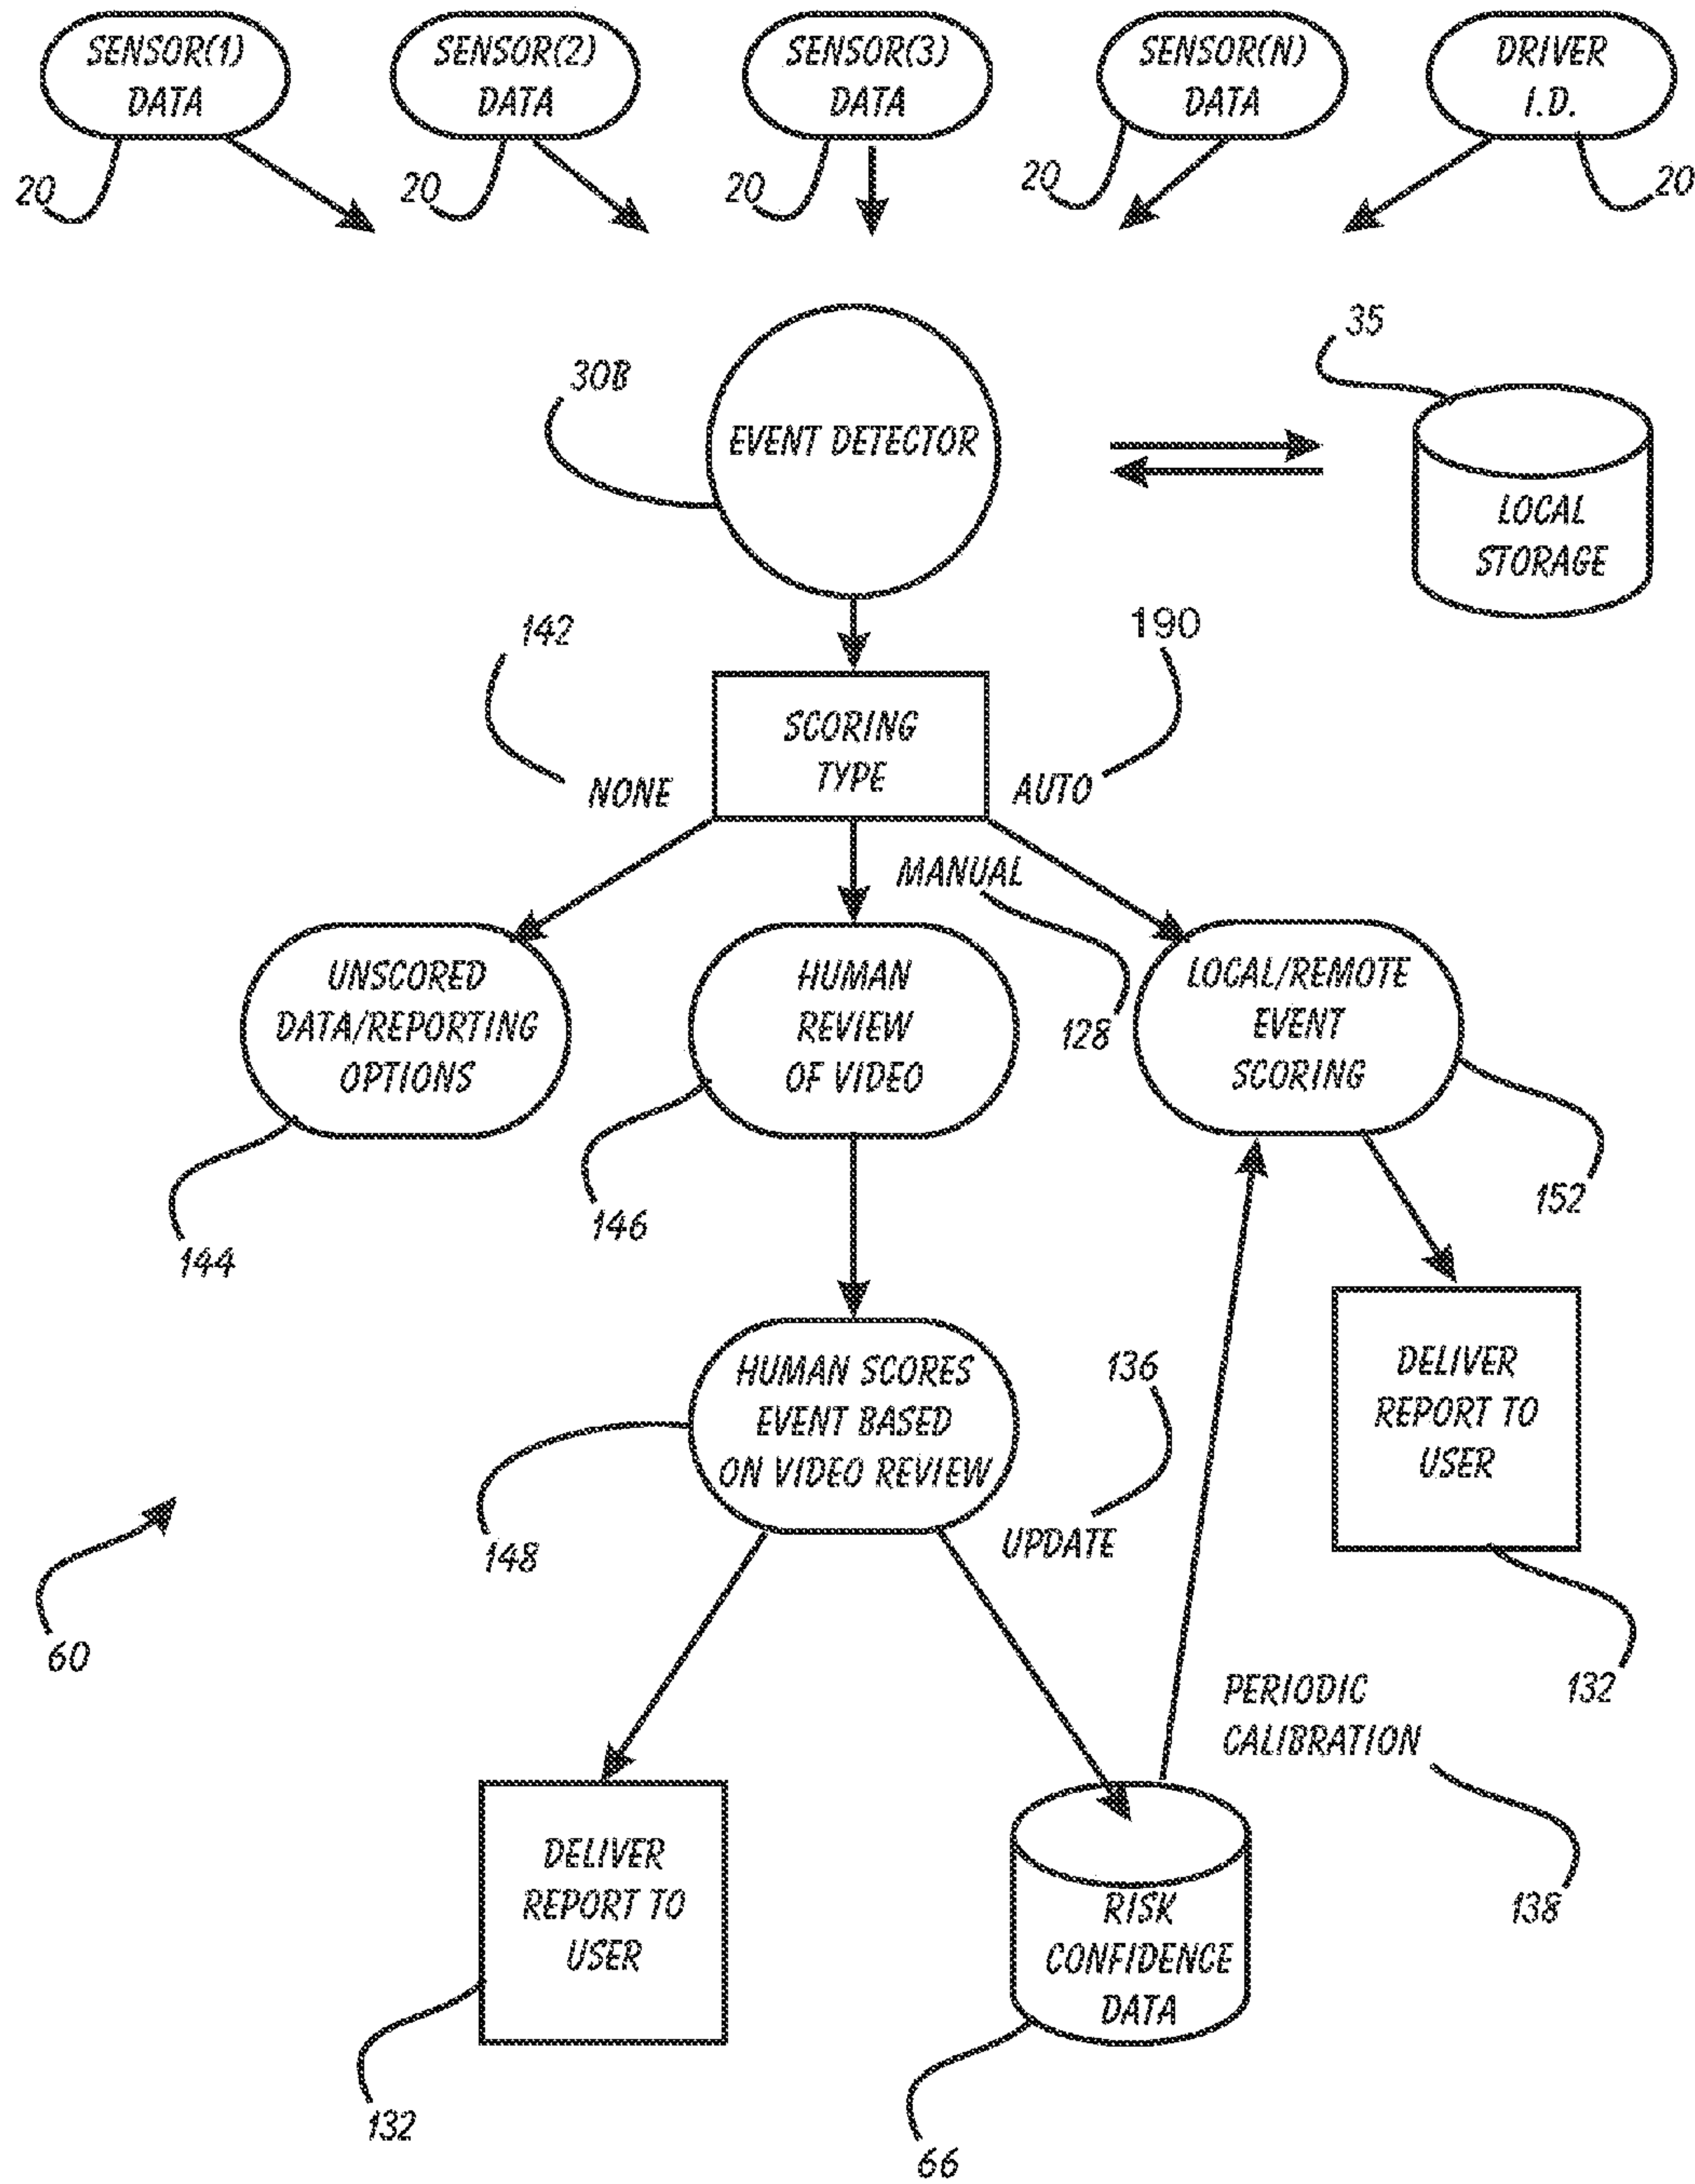 SENSOR(1)
DATA
SENSOR(2)
DATA
SENSOR(3)
DATA
SENSOR(N)
DATA
DRIVER
I.D.
20
20
20
20
20
35
30B
EVENT DETECTOR
LOCAL
STORAGE
142
190
SCORING
TYPE
NONE
AUTO
MANUAL
UNSCORED
DATA/REPORTING
OPTIONS
HUMAN
REVIEW
OF VIDEO
128
LOCAL/REMOTE
EVENT
SCORING
144
146
152
HUMAN SCORES
EVENT BASED
ON VIDEO REVIEW
136
DELIVER
REPORT TO
USER
148
UPDATE
60
132
PERIODIC
CALIBRATION
138
DELIVER
REPORT TO
USER
RISK
CONFIDENCE
DATA
132
66